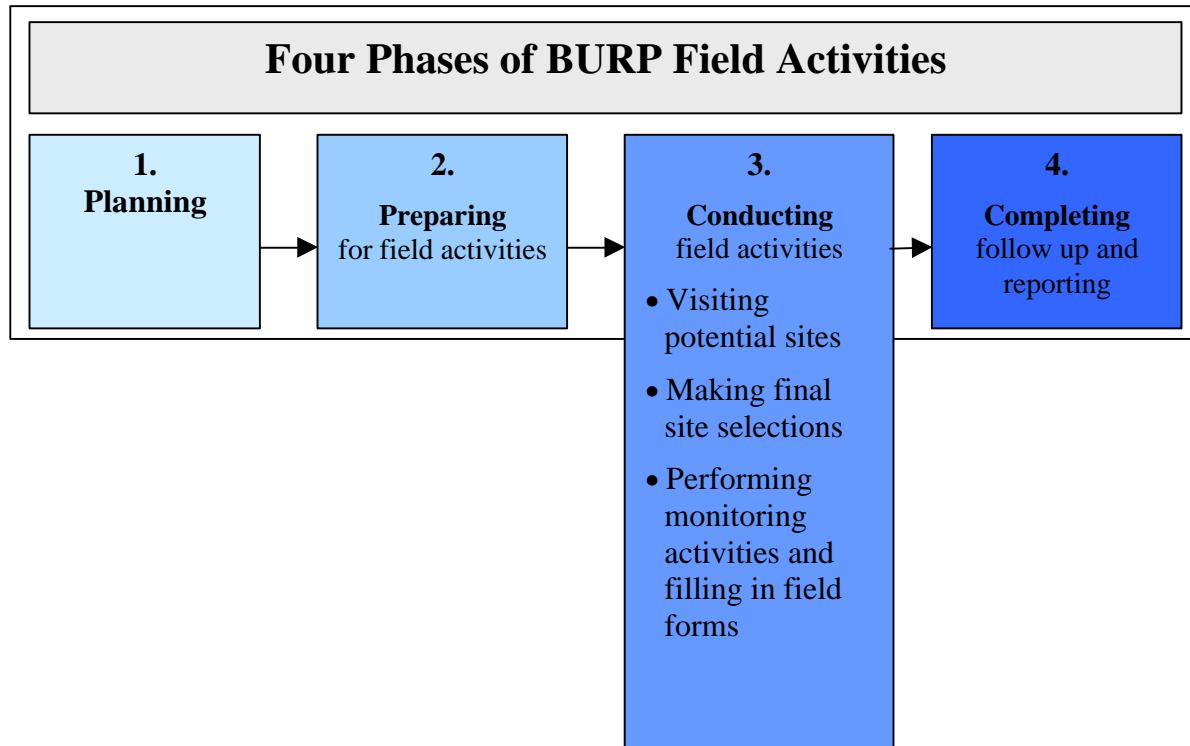 Four Phases of BURP Field Activities
1.
Planning
2.
Preparing
for field activities
3.
Conducting
field activities
• Visiting
potential sites
• Making final
site selections
• Performing
monitoring
activities and
filling in field
forms
4.
Completing
follow up and
reporting